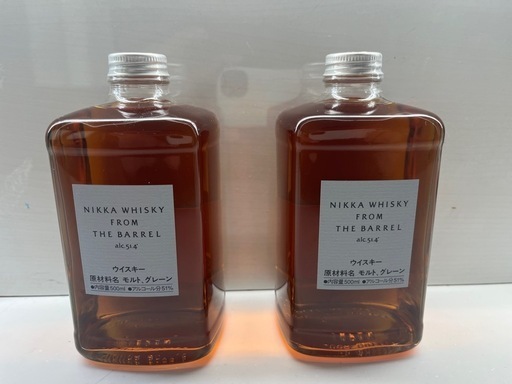 NIKKA WHISKY
FROM
THE BARREL
alc.51.4°
ウイスキー
原材料名 モルト、グレーン
●内容量500ml ●アルコール分51%
NIKKA WHISKY
FROM
THE BARREL
alc.51.4°
ウイスキー
原材料名 モルト、グレーン
●内容量500ml ●アルコール分51%